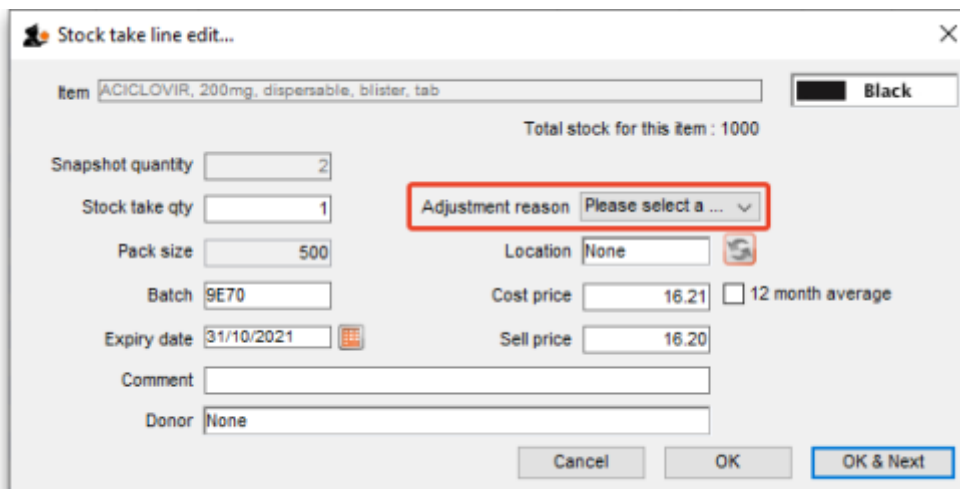 Stock take line edit...
Item ACICLOVIR, 200mg, dispersable, blister, tab Black
Total stock for this item : 1000
Snapshot quantity 2
Stock take qty 1 Adjustment reason Please select a ...
Pack size 500 Location None
Batch 9E70 Cost price 16.21 12 month average
Expiry date 31/10/2021 Sell price 16.20
Comment
Donor None
Cancel OK OK & Next